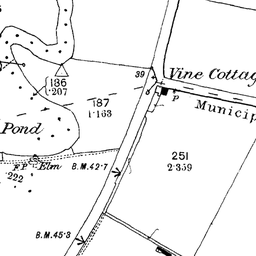 39
Vine Cottag
186
1.207
187
1.163
P
Municip
Pond
251
2.359
F.P. Elm
B.M.42.7
222
B.M.45.3